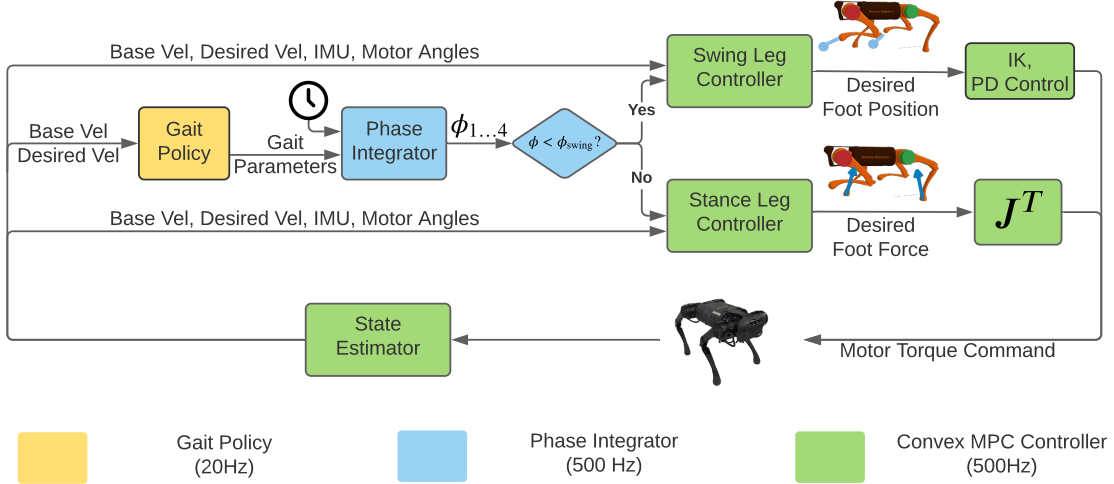 Base Vel, Desired Vel, IMU, Motor Angles
Swing Leg
Controller
Desired
Foot Position
IK,
PD Control
Base Vel
Desired Vel
Gait
Policy
Gait
Parameters
Phase
Integrator
ϕ1…4
ϕ < ϕswing?
Yes
No
Base Vel, Desired Vel, IMU, Motor Angles
Stance Leg
Controller
Desired
Foot Force
J^T
State
Estimator
Motor Torque Command
Gait Policy
(20Hz)
Phase Integrator
(500 Hz)
Convex MPC Controller
(500Hz)